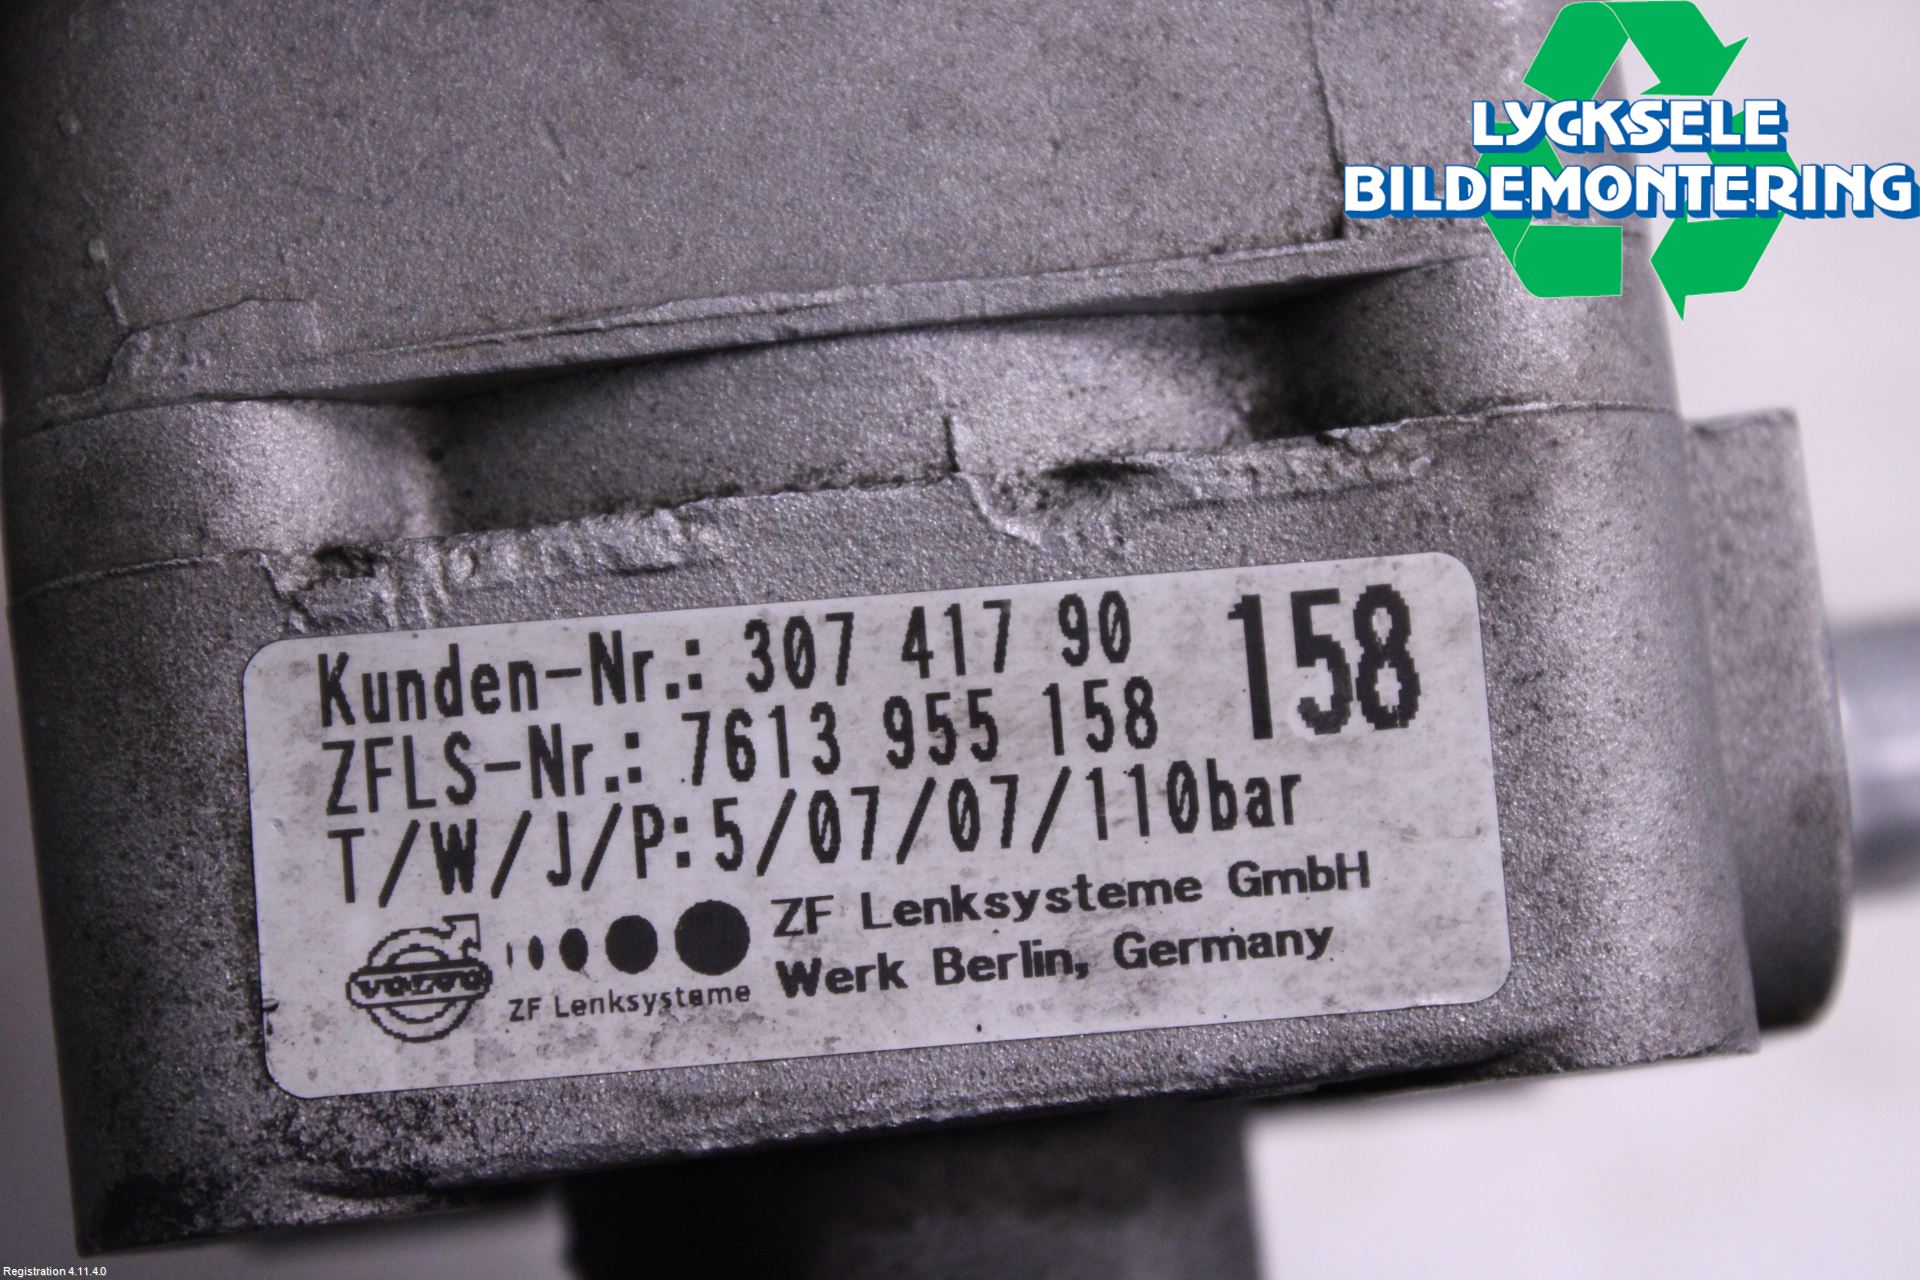 LYCKSELE
BILDEMONTERING
Kunden-Nr.: 307 417 90
158
ZFLS-Nr.: 7613 955 158
T/W/J/P: 5/07/07/110bar
VOLVO
ZF Lenksysteme
ZF Lenksysteme GmbH
Werk Berlin, Germany
Registration 4.11.4.0